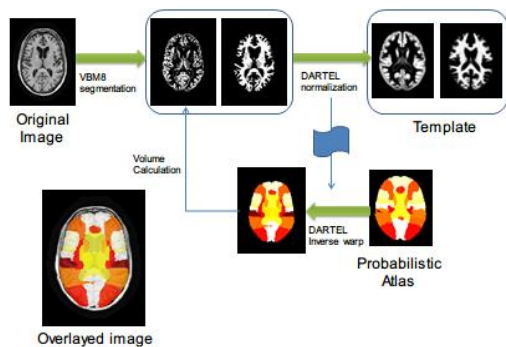 VBM8
segmentation
DARTEL
normalization
Original
Image
Template
Volume
Calculation
DARTEL
Inverse warp
Probabilistic
Atlas
Overlayed image